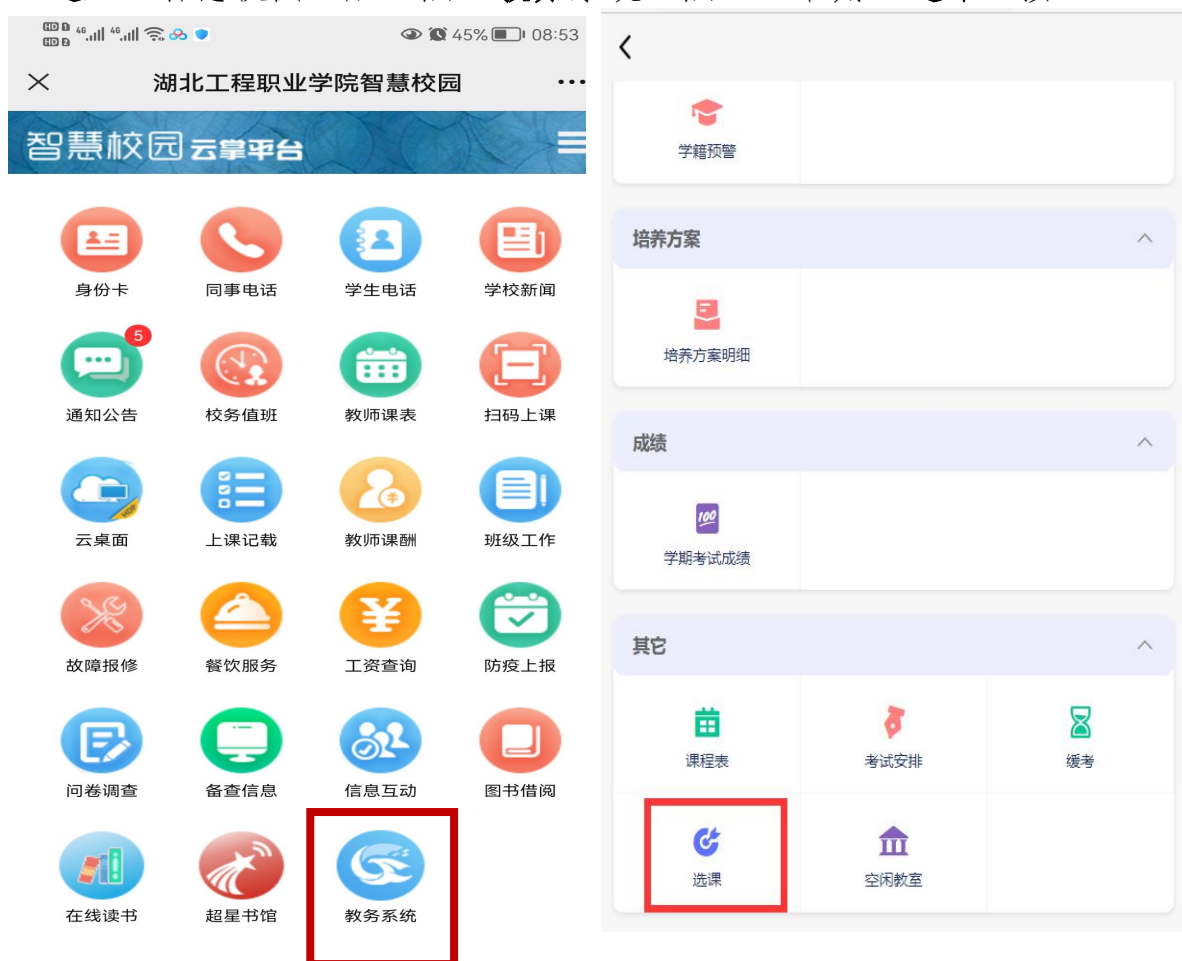 HD 1 46 46 45% 08:53
HD 2
湖北工程职业学院智慧校园
智慧校园 云掌平台
身份卡 同事电话 学生电话 学校新闻
5
通知公告 校务值班 教师课表 扫码上课
HDP
云桌面 上课记载 教师课酬 班级工作
故障报修 餐饮服务 工资查询 防疫上报
问卷调查 备查信息 信息互动 图书借阅
在线读书 超星书馆 教务系统
学籍预警
培养方案
培养方案明细
成绩
100
学期考试成绩
其它
课程表 考试安排 缓考
选课 空闲教室